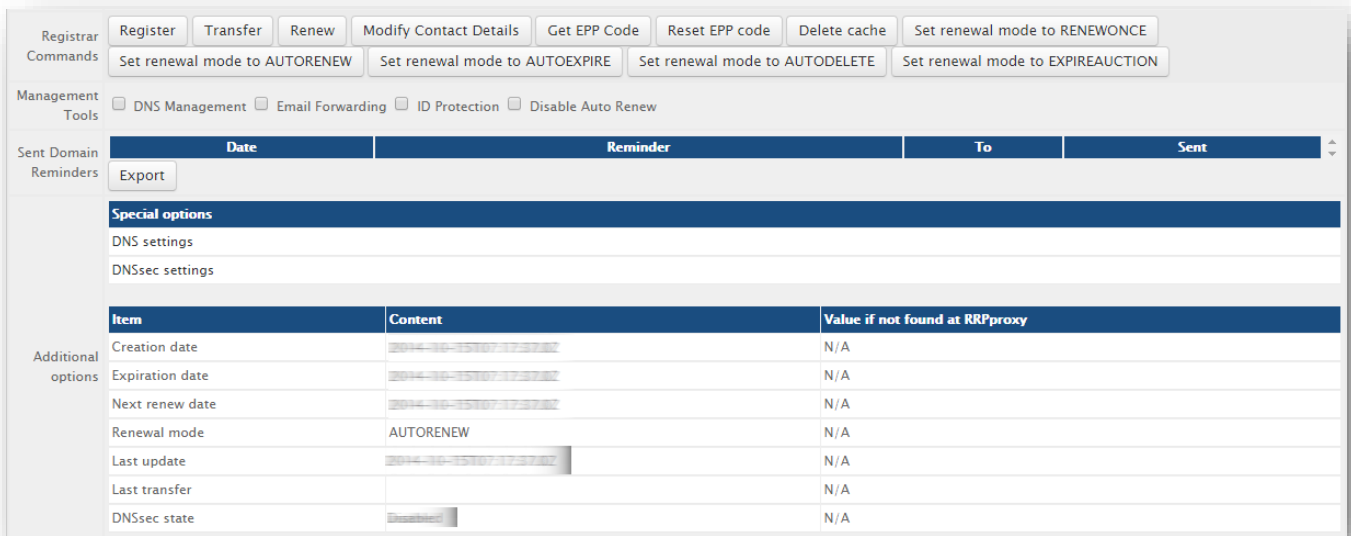 Registrar Commands
Register Transfer Renew Modify Contact Details Get EPP Code Reset EPP code Delete cache Set renewal mode to RENEWONCE
Set renewal mode to AUTORENEW Set renewal mode to AUTOEXPIRE Set renewal mode to AUTODELETE Set renewal mode to EXPIREAUCTION
Management Tools
DNS Management Email Forwarding ID Protection Disable Auto Renew
Sent Domain Reminders
Date Reminder To Sent
Export
Additional options
Special options
DNS settings
DNSsec settings
Item Content Value if not found at RRPproxy
Creation date N/A
Expiration date N/A
Next renew date N/A
Renewal mode AUTORENEW N/A
Last update N/A
Last transfer N/A
DNSsec state N/A